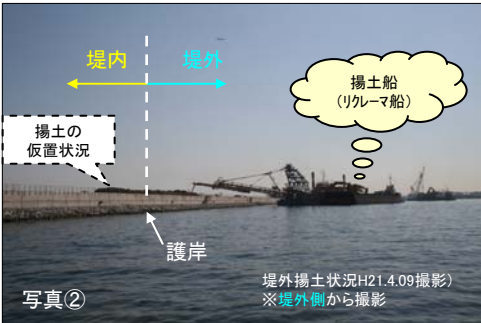 堤内
堤外
揚土船
（リクレーマ船）
揚土の
仮置状況
護岸
堤外揚土状況H21.4.09撮影）
※堤外側から撮影
写真②